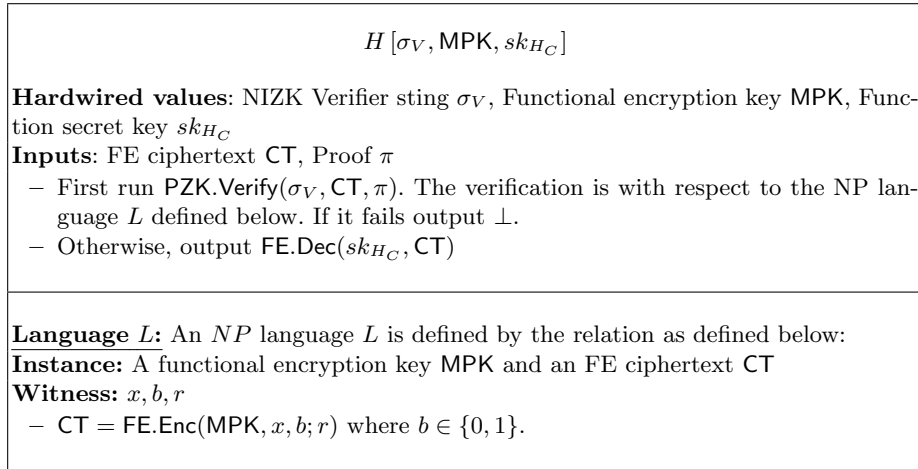 H [σ_V, MPK, sk_{H_C}]
Hardwired values: NIZK Verifier sting σ_V, Functional encryption key MPK, Func-
tion secret key sk_{H_C}
Inputs: FE ciphertext CT, Proof π
– First run PZK.Verify(σ_V, CT, π). The verification is with respect to the NP lan-
guage L defined below. If it fails output ⊥.
– Otherwise, output FE.Dec(sk_{H_C}, CT)
Language L: An NP language L is defined by the relation as defined below:
Instance: A functional encryption key MPK and an FE ciphertext CT
Witness: x, b, r
– CT = FE.Enc(MPK, x, b; r) where b ∈ {0, 1}.